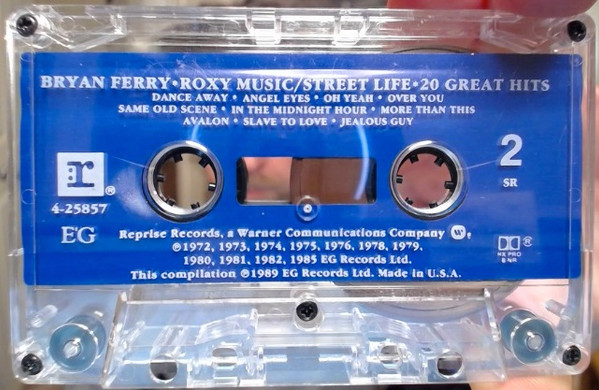 BRYAN FERRY•ROXY MUSIC/STREET LIFE•20 GREAT HITS
DANCE AWAY • ANGEL EYES • OH YEAH • OVER YOU
SAME OLD SCENE • IN THE MIDNIGHT HOUR • MORE THAN THIS
AVALON • SLAVE TO LOVE • JEALOUS GUY
r®
2
SR
4-25857
EG
Reprise Records, a Warner Communications Company
℗1972, 1973, 1974, 1975, 1976, 1978, 1979,
1980, 1981, 1982, 1985 EG Records Ltd.
This compilation ℗1989 EG Records Ltd. Made in U.S.A.
HX PRO
B NR